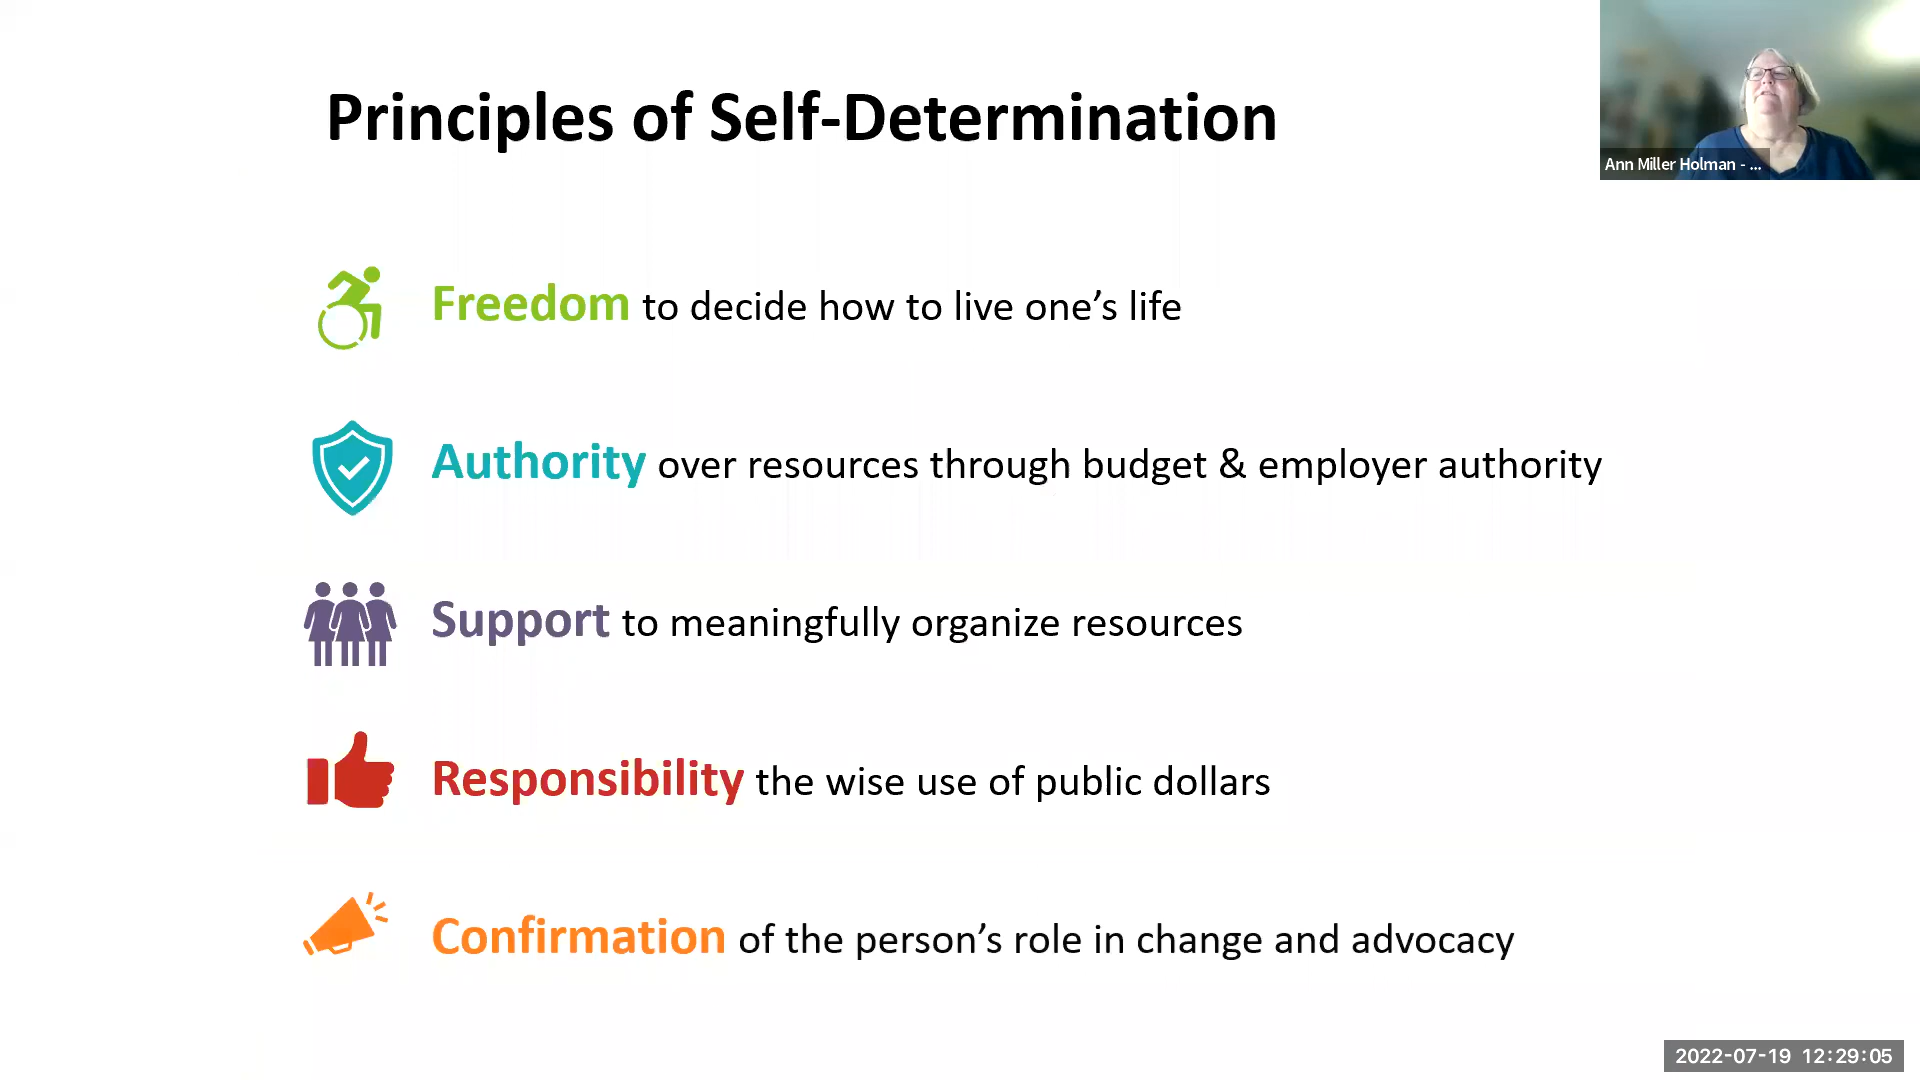 Principles of Self-Determination
Ann Miller Holman - ...
Freedom to decide how to live one’s life
Authority over resources through budget & employer authority
Support to meaningfully organize resources
Responsibility the wise use of public dollars
Confirmation of the person’s role in change and advocacy
2022-07-19 12:29:05